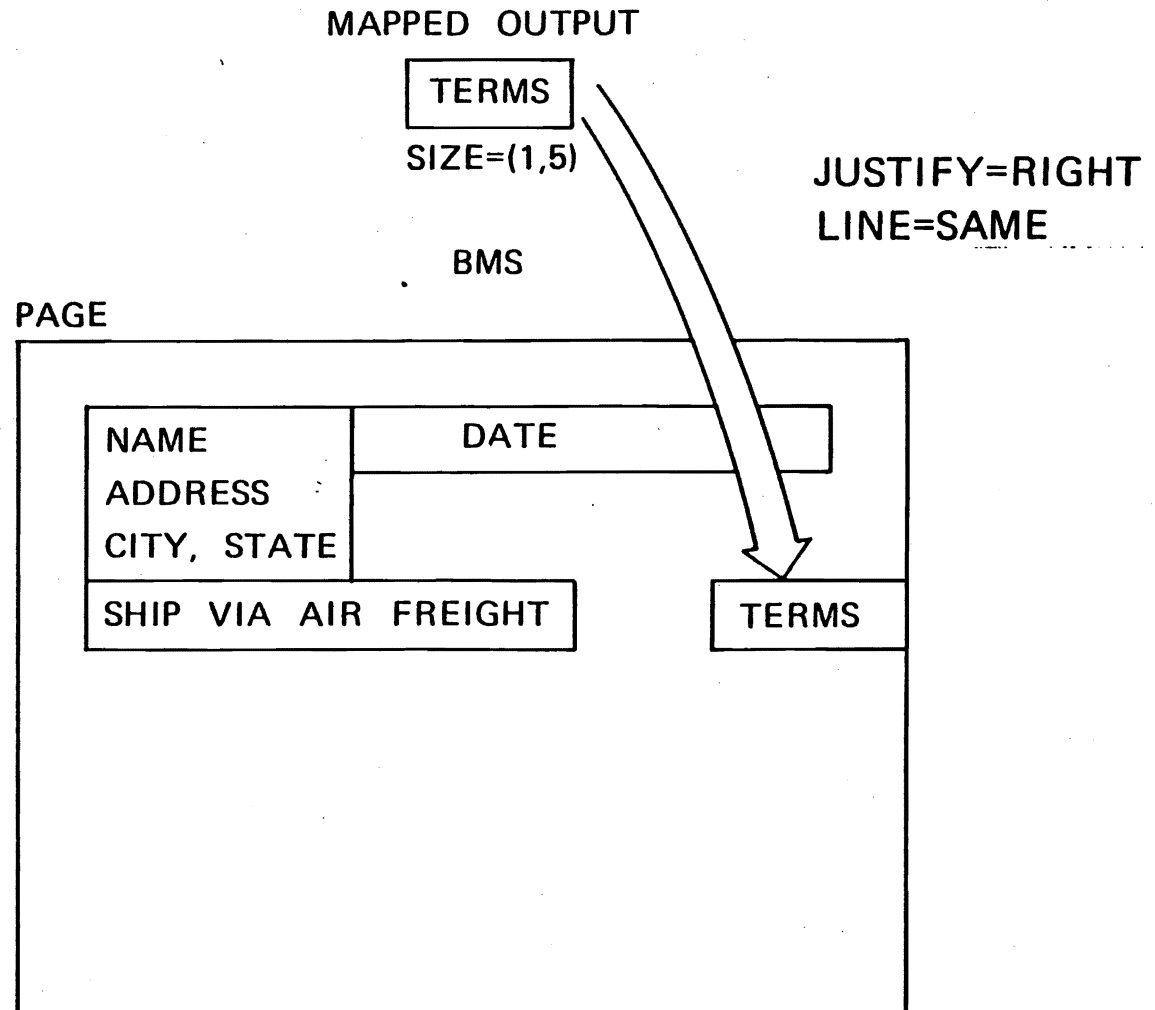 MAPPED OUTPUT
TERMS
SIZE=(1,5)
JUSTIFY=RIGHT
LINE=SAME
BMS
PAGE
NAME
ADDRESS
CITY, STATE
DATE
SHIP VIA AIR FREIGHT
TERMS